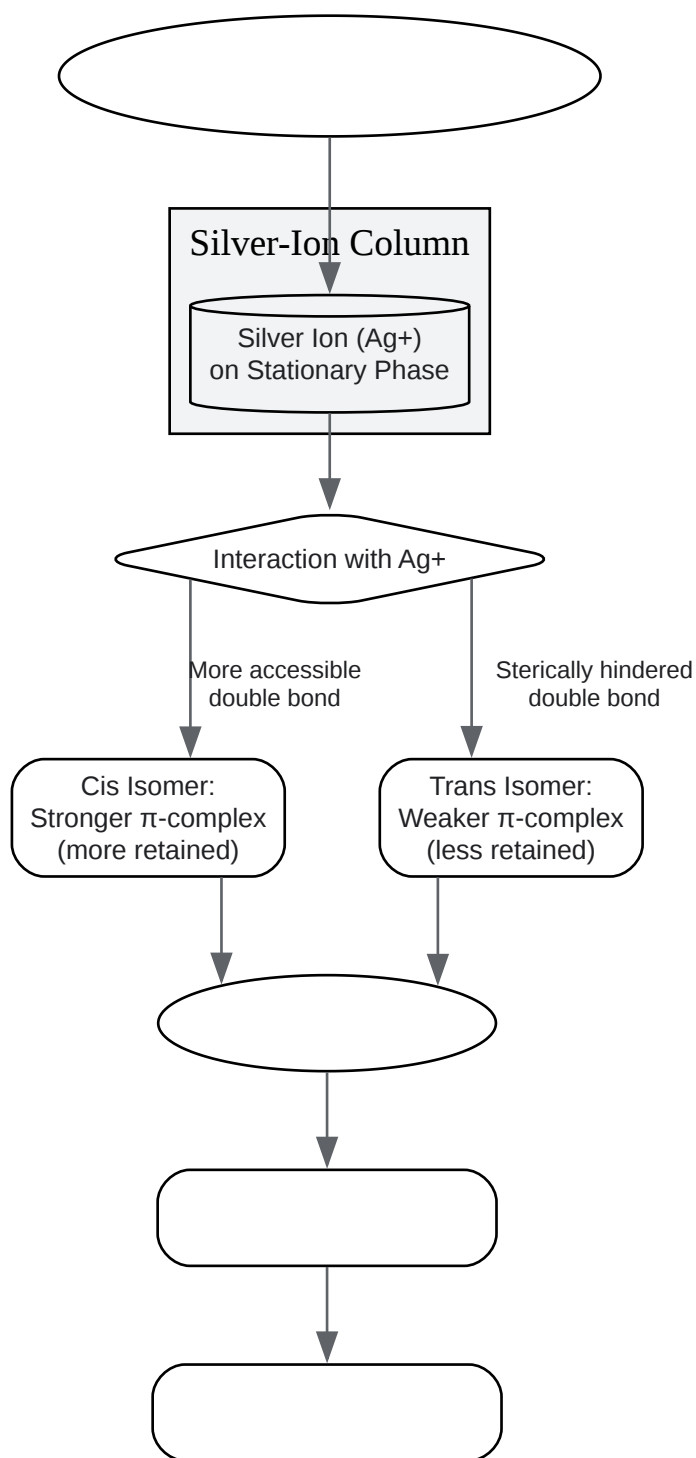 Silver-Ion Column
Silver Ion (Ag+)
on Stationary Phase
Interaction with Ag+
More accessible
double bond
Sterically hindered
double bond
Cis Isomer:
Stronger π-complex
(more retained)
Trans Isomer:
Weaker π-complex
(less retained)